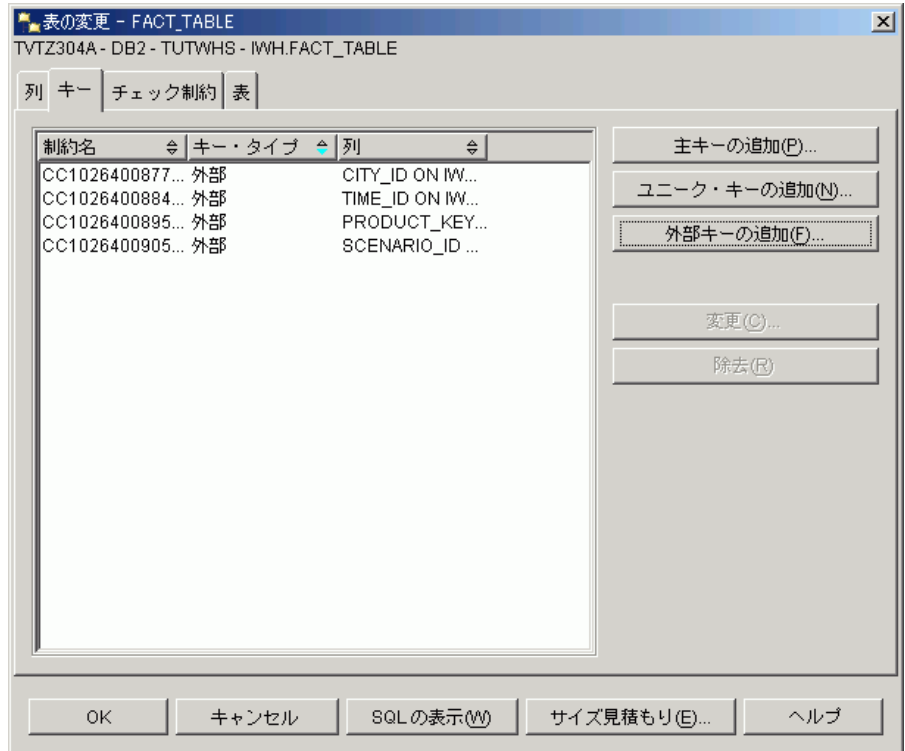 表の変更 - FACT_TABLE
TVTZ304A - DB2 - TUTWHS - IWH.FACT_TABLE
列 キー チェック制約 表
制約名 キー・タイプ 列
CC1026400877... 外部 CITY_ID ON IW...
CC1026400884... 外部 TIME_ID ON IW...
CC1026400895... 外部 PRODUCT_KEY...
CC1026400905... 外部 SCENARIO_ID ...
主キーの追加(P)...
ユニーク・キーの追加(N)...
外部キーの追加(F)...
変更(C)...
除去(R)
OK キャンセル SQLの表示(W) サイズ見積もり(E)... ヘルプ